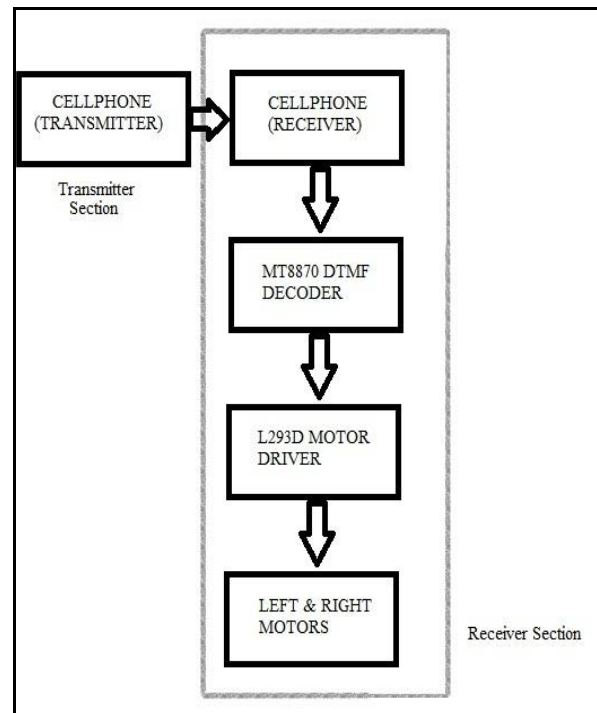 CELLPHONE
(TRANSMITTER)
CELLPHONE
(RECEIVER)
Transmitter
Section
MT8870 DTMF
DECODER
L293D MOTOR
DRIVER
LEFT & RIGHT
MOTORS
Receiver Section